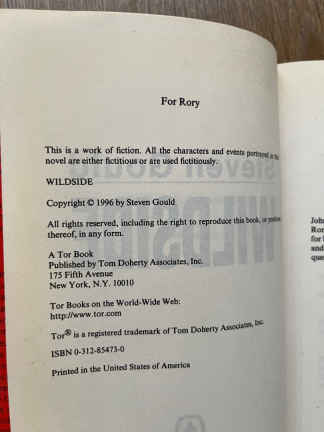 For Rory
This is a work of fiction. All the characters and events portrayed in this
novel are either fictitious or are used fictitiously.
WILDSIDE
Copyright © 1996 by Steven Gould
All rights reserved, including the right to reproduce this book, or portions
thereof, in any form.
A Tor Book
Published by Tom Doherty Associates, Inc.
175 Fifth Avenue
New York, N.Y. 10010
Tor Books on the World-Wide Web:
http://www.tor.com
Tor® is a registered trademark of Tom Doherty Associates, Inc.
ISBN 0-312-85473-0
Printed in the United States of America
John
Ron
for
and